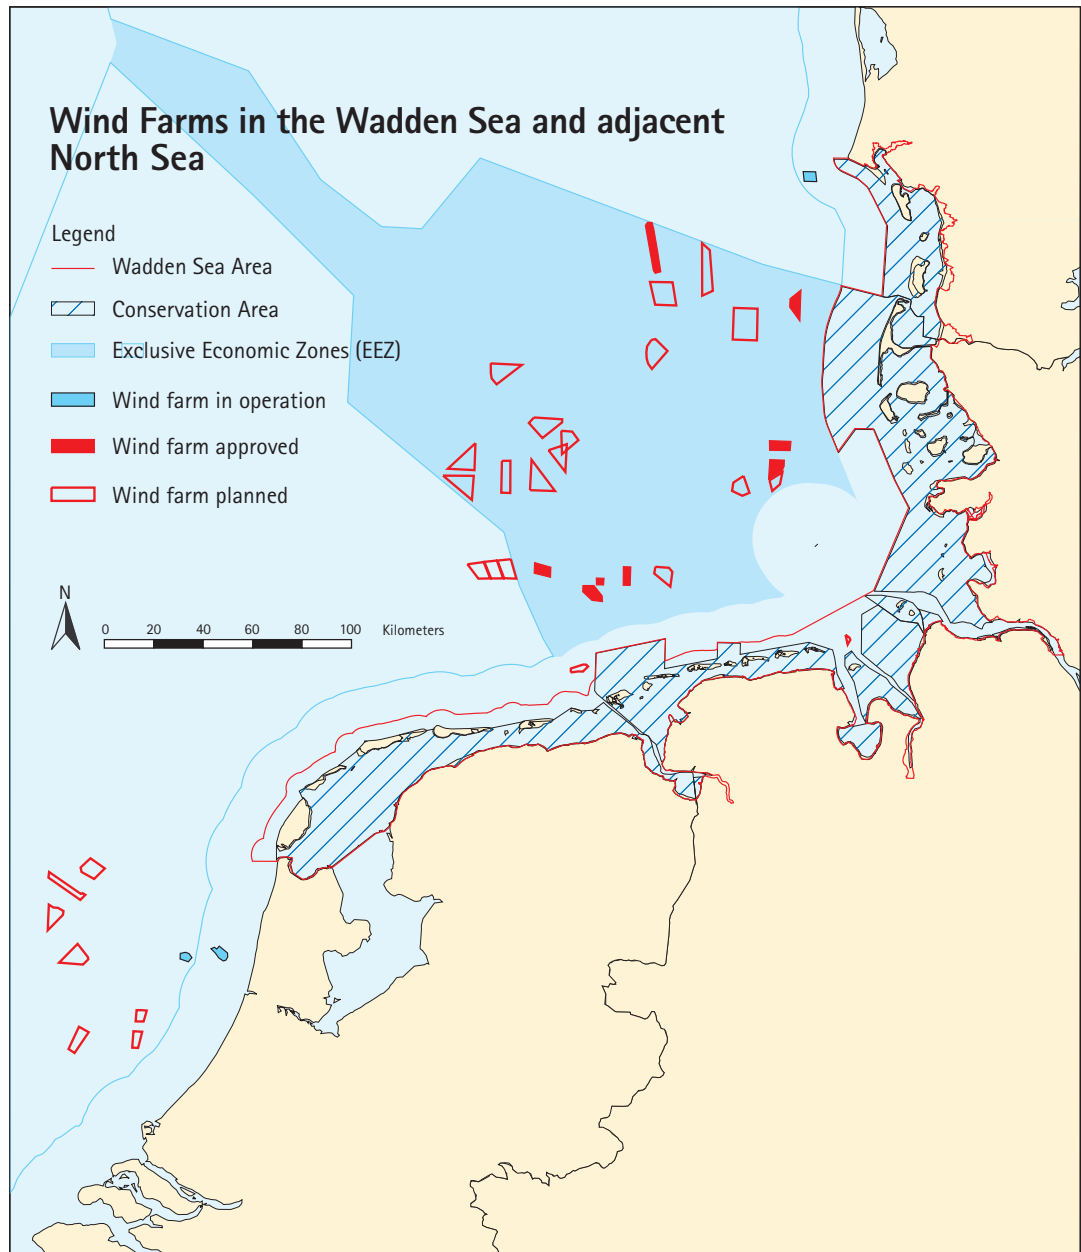 Wind Farms in the Wadden Sea and adjacent
North Sea
Legend
Wadden Sea Area
Conservation Area
Exclusive Economic Zones (EEZ)
Wind farm in operation
Wind farm approved
Wind farm planned
N
0 20 40 60 80 100 Kilometers